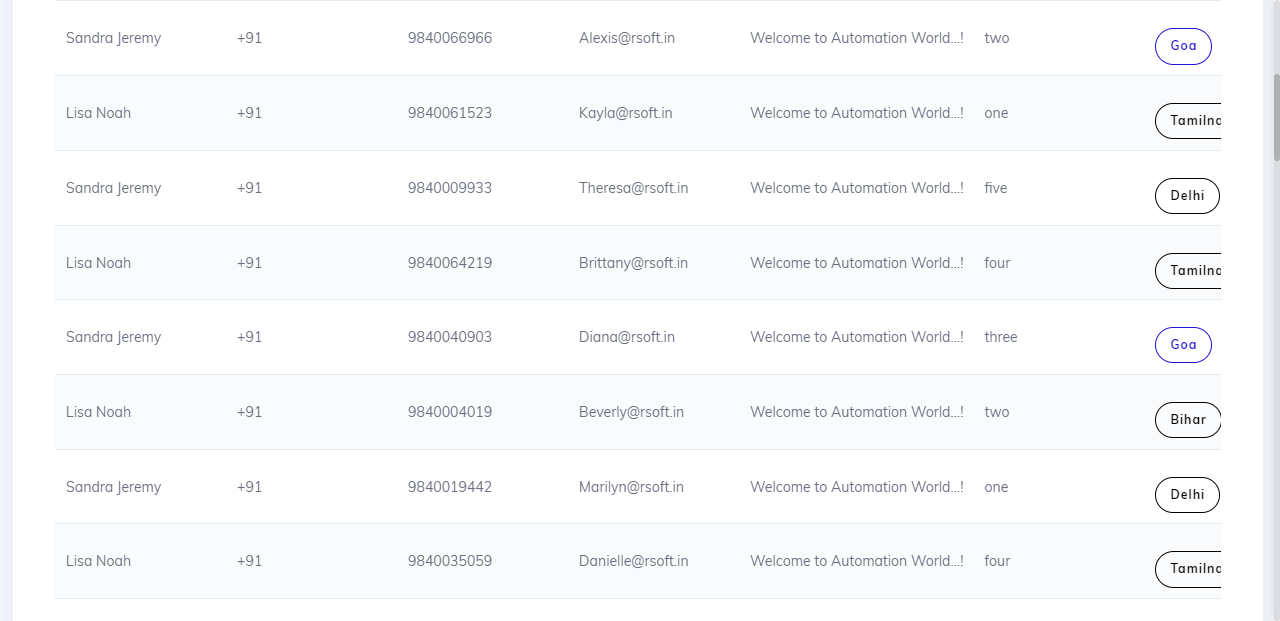 Sandra Jeremy +91 9840066966 Alexis@rsoft.in Welcome to Automation World...! two Goa
Lisa Noah +91 9840061523 Kayla@rsoft.in Welcome to Automation World...! one Tamilna
Sandra Jeremy +91 9840009933 Theresa@rsoft.in Welcome to Automation World...! five Delhi
Lisa Noah +91 9840064219 Brittany@rsoft.in Welcome to Automation World...! four Tamilna
Sandra Jeremy +91 9840040903 Diana@rsoft.in Welcome to Automation World...! three Goa
Lisa Noah +91 9840004019 Beverly@rsoft.in Welcome to Automation World...! two Bihar
Sandra Jeremy +91 9840019442 Marilyn@rsoft.in Welcome to Automation World...! one Delhi
Lisa Noah +91 9840035059 Danielle@rsoft.in Welcome to Automation World...! four Tamilna